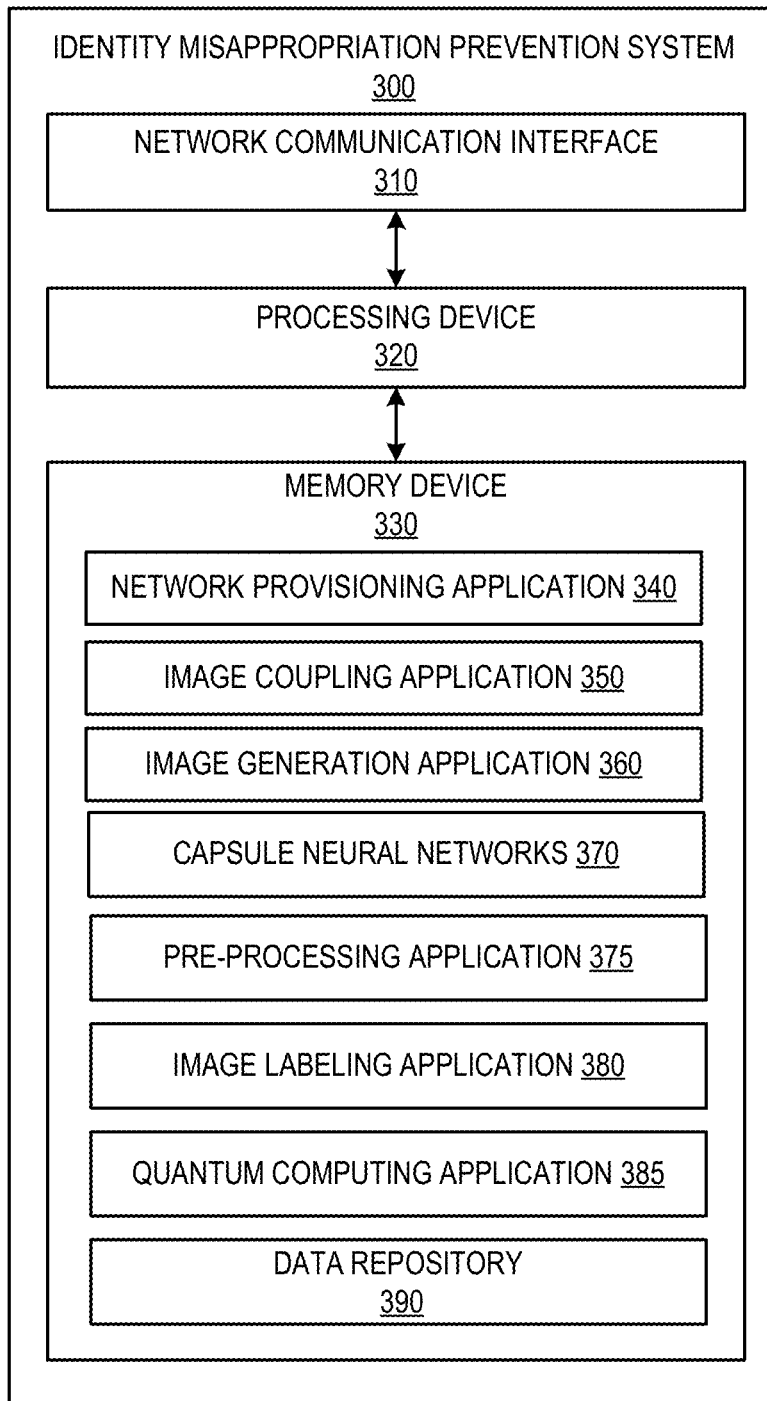 IDENTITY MISAPPROPRIATION PREVENTION SYSTEM
300
NETWORK COMMUNICATION INTERFACE
310
PROCESSING DEVICE
320
MEMORY DEVICE
330
NETWORK PROVISIONING APPLICATION 340
IMAGE COUPLING APPLICATION 350
IMAGE GENERATION APPLICATION 360
CAPSULE NEURAL NETWORKS 370
PRE-PROCESSING APPLICATION 375
IMAGE LABELING APPLICATION 380
QUANTUM COMPUTING APPLICATION 385
DATA REPOSITORY
390